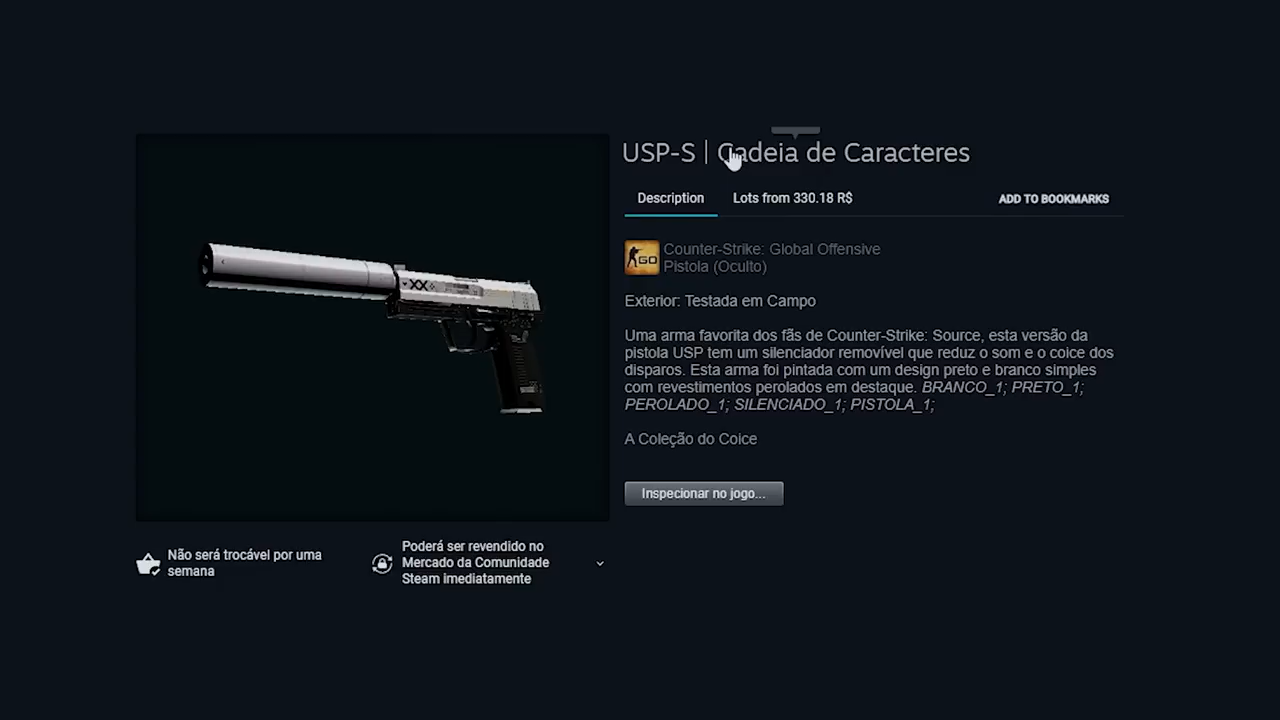 USP-S | Cadeia de Caracteres
Description
Lots from 330.18 R$
ADD TO BOOKMARKS
GO
Counter-Strike: Global Offensive
Pistola (Oculto)
Exterior: Testada em Campo
Uma arma favorita dos fãs de Counter-Strike: Source, esta versão da
pistola USP tem um silenciador removível que reduz o som e o coice dos
disparos. Esta arma foi pintada com um design preto e branco simples
com revestimentos perolados em destaque. BRANCO_1; PRETO_1;
PEROLADO_1; SILENCIADO_1; PISTOLA_1;
A Coleção do Coice
Inspecionar no jogo...
XX
Não será trocável por uma
semana
Poderá ser revendido no
Mercado da Comunidade
Steam imediatamente